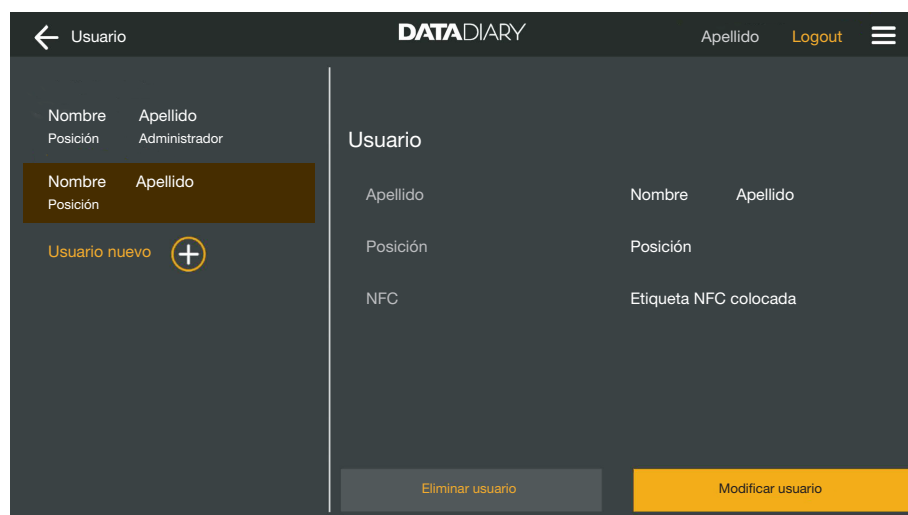 Usuario DATADIARY Apellido Logout
Nombre Apellido
Posición Administrador
Nombre Apellido
Posición
Usuario nuevo
Usuario
Apellido Nombre Apellido
Posición Posición
NFC Etiqueta NFC colocada
Eliminar usuario Modificar usuario